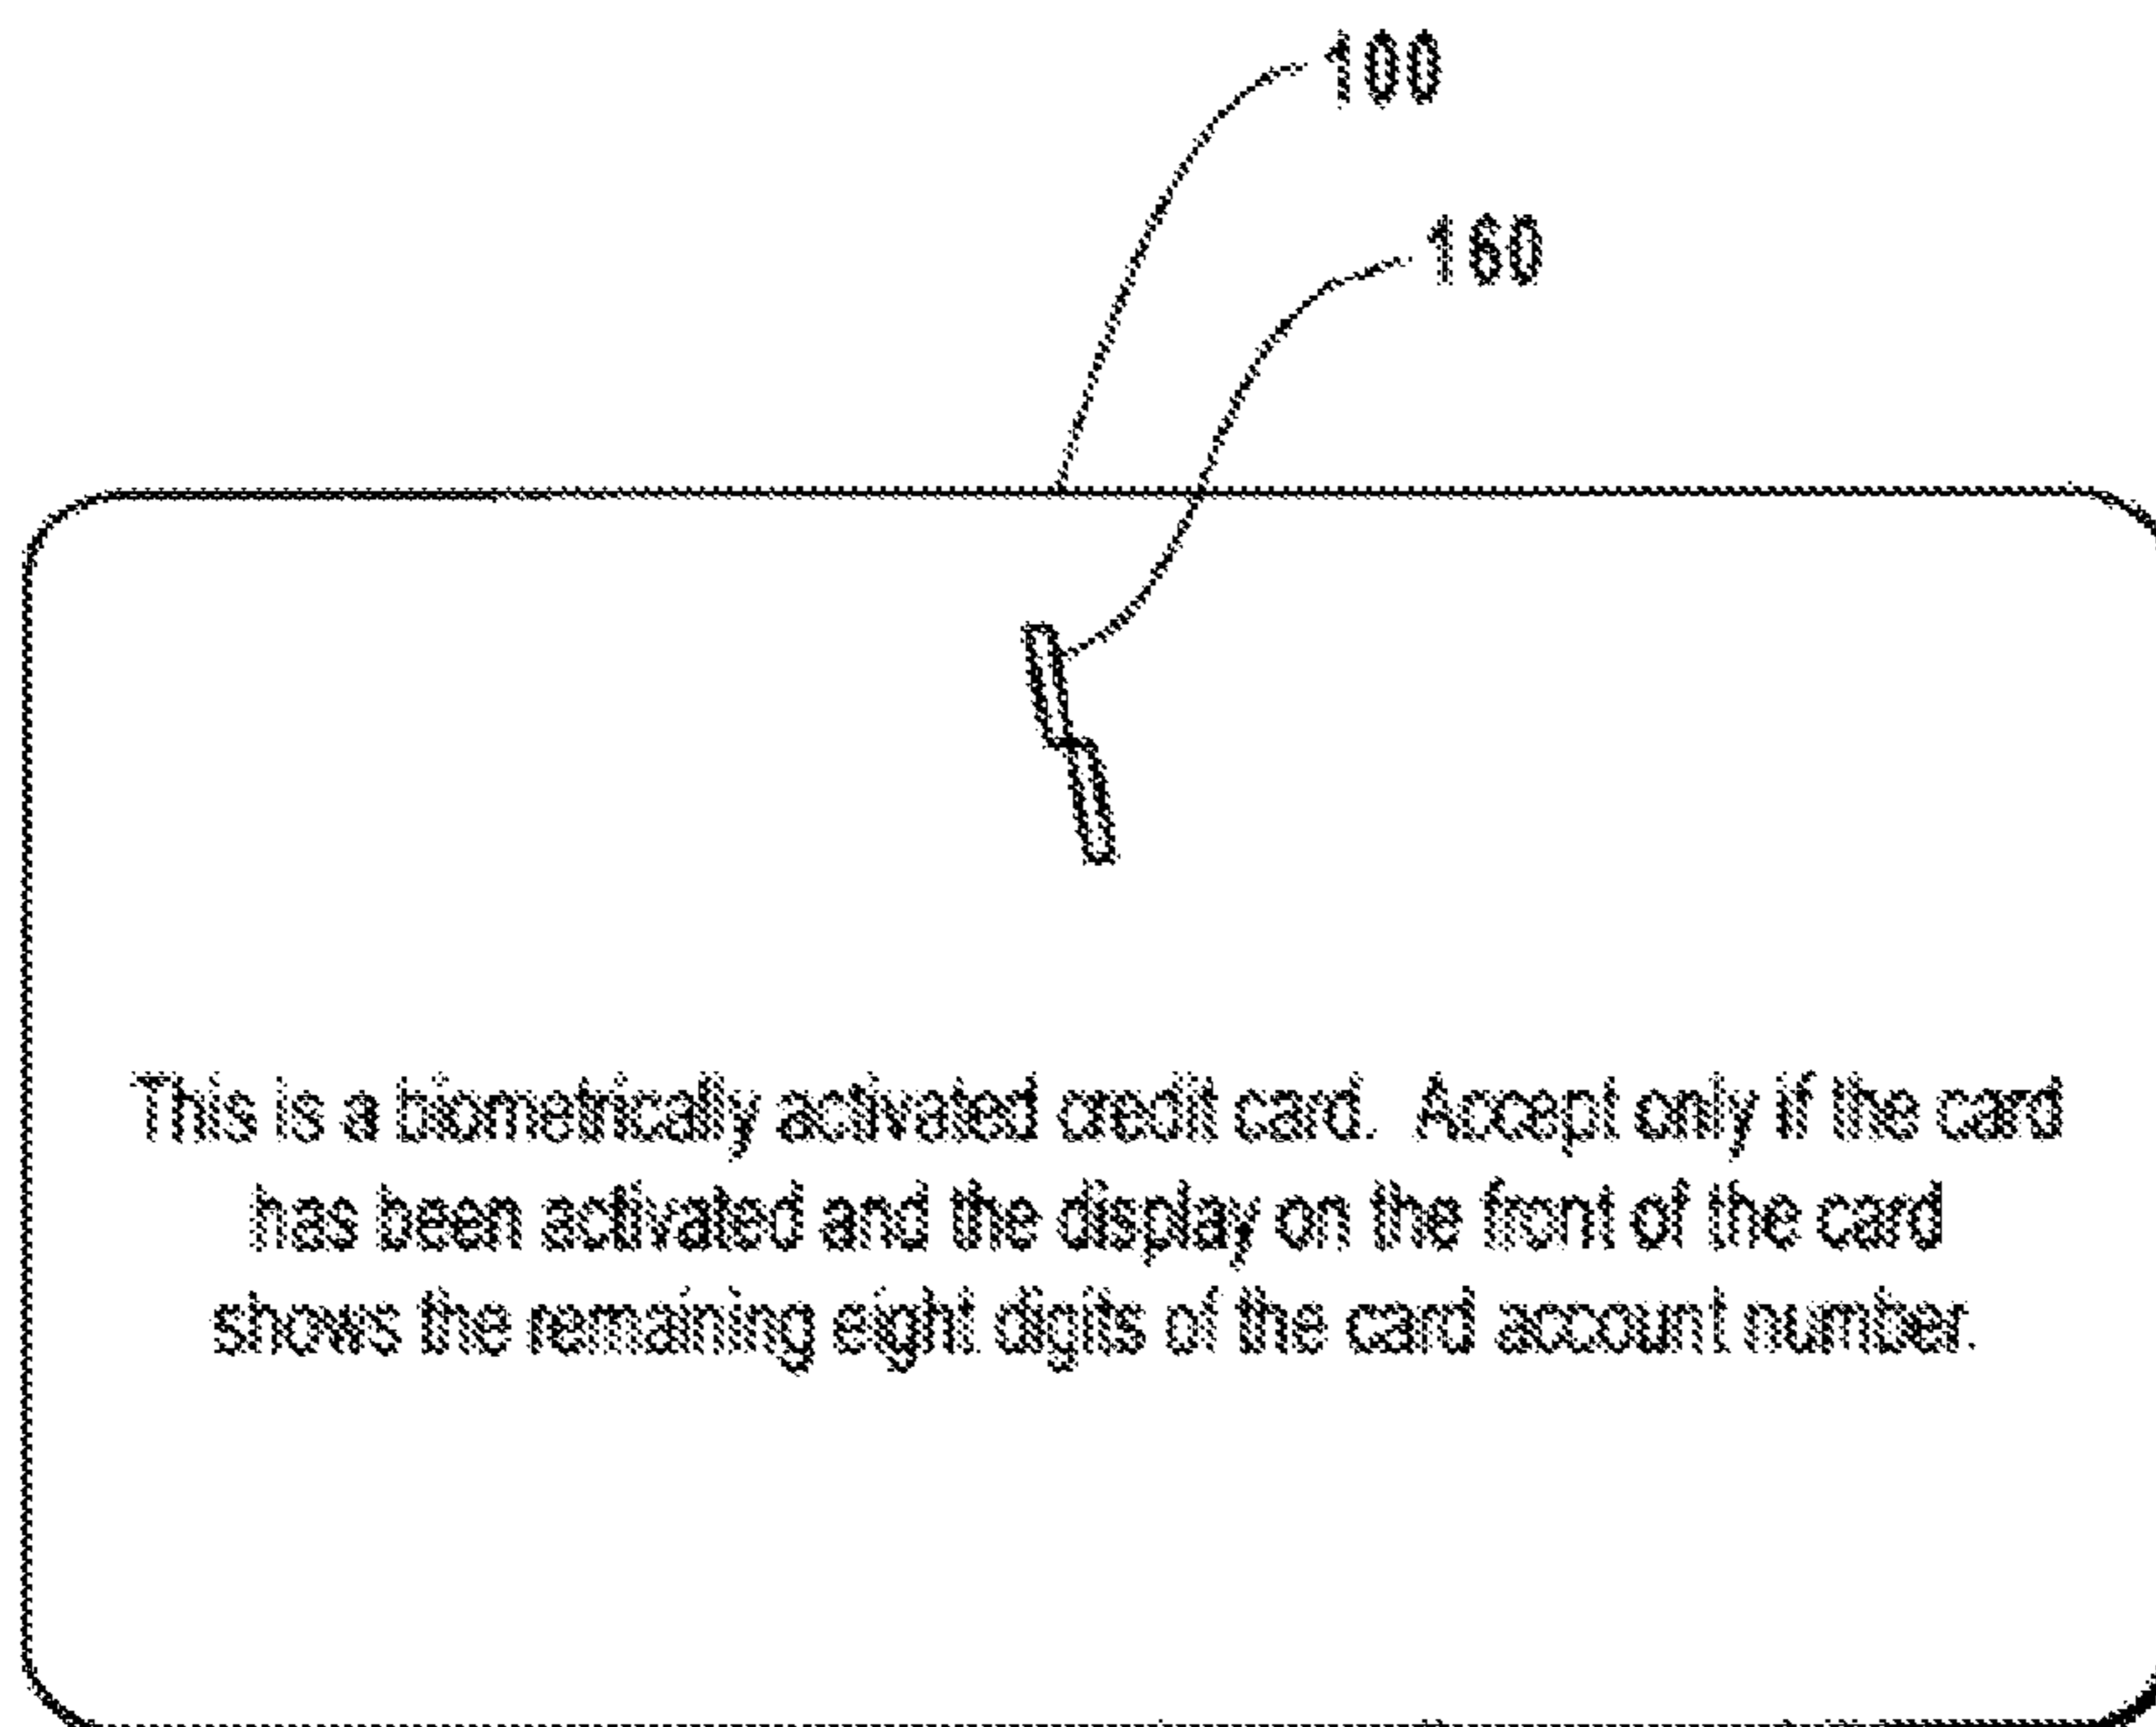 100
160
This is a biometrically activated credit card. Accept only if the card
has been activated and the display on the front of the card
shows the remaining eight digits of the card account number.